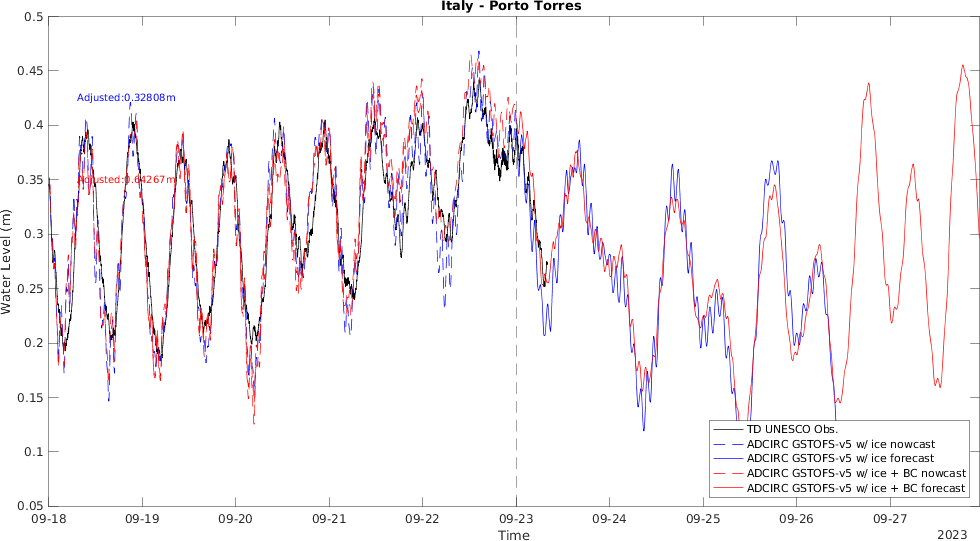 Italy - Porto Torres
0.5
0.45
0.4
0.35
0.3
0.25
0.2
0.15
0.1
0.05
Water Level (m)
Adjusted:0.32808m
Adjusted:0.64267m
TD UNESCO Obs.
ADCIRC GSTOFS-v5 w/ ice nowcast
ADCIRC GSTOFS-v5 w/ ice forecast
ADCIRC GSTOFS-v5 w/ ice + BC nowcast
ADCIRC GSTOFS-v5 w/ ice + BC forecast
09-18 09-19 09-20 09-21 09-22 09-23 09-24 09-25 09-26 09-27
Time
2023